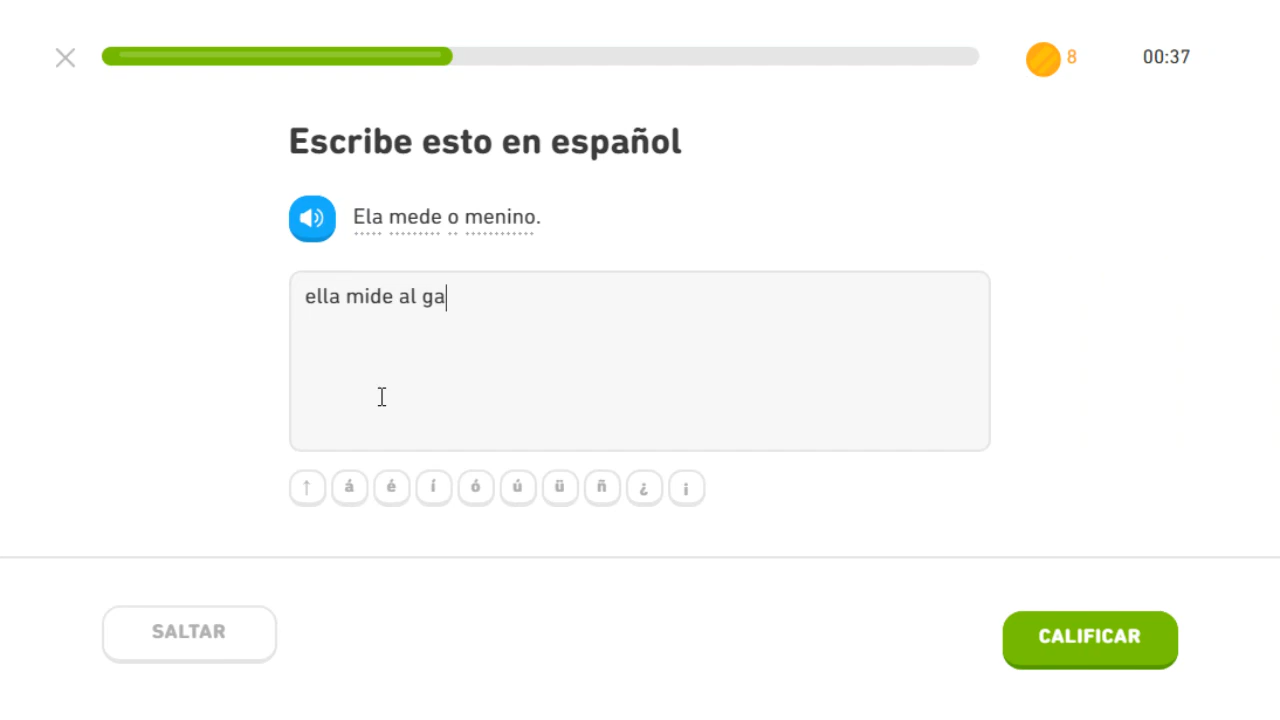 8
00:37
Escribe esto en español
Ela mede o menino.
ella mide al ga
↑ á é í ó ú ü ñ ¿ ¡
SALTAR
CALIFICAR